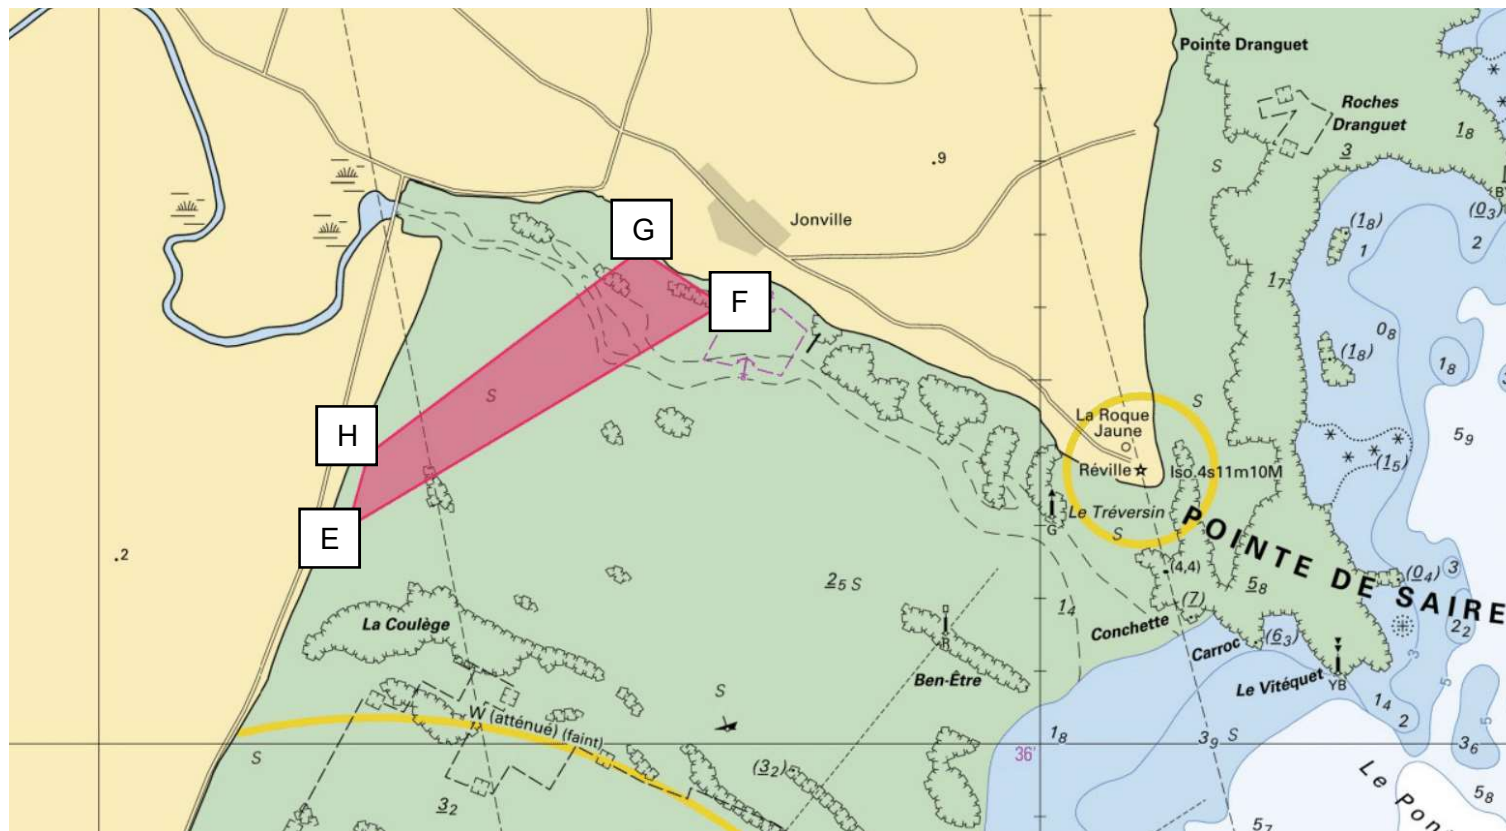 Pointe Dranguet
Roches
Dranguet
1₈
3
S
.9
G
Jonville
(1₈)
1
(0₃)
2
F
1₇
0₈
(1₈)
1₈
S
H
La Roque
Jaune
S
5₉
(1₅)
Réville
Iso.4s11m10M
Le Tréversin
G
S
E
POINTE DE SAIRE
.2
(4,4)
2₅ S
5₈
(0₄)
3
(7)
1₄
La Coulège
Conchette
R
2₂
Carroc
(6₃)
3
Ben-Être
Le Vitéquet
YB
5
S
1₄
2
5
W (atténué) (faint)
S
36'
1₈
3₉ S
3₆
(3₂)
3₂
5₈
5₇